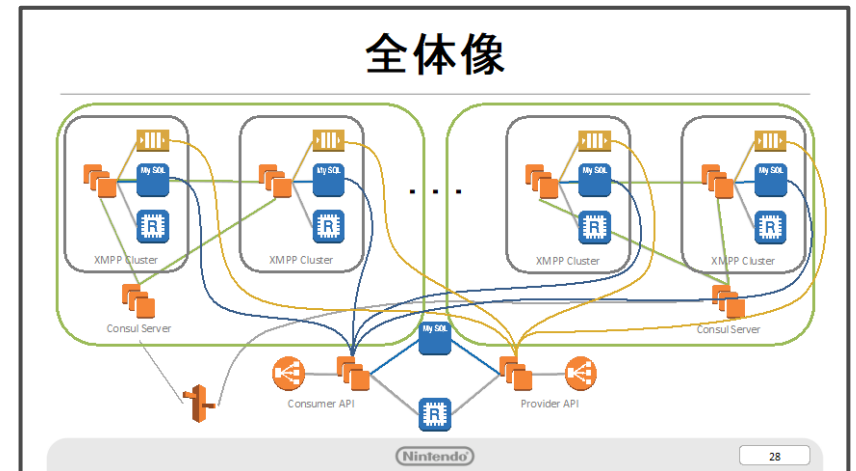 全体像
My SQL
My SQL
My SQL
My SQL
R
R
R
R
XMPP Cluster
XMPP Cluster
. . .
XMPP Cluster
XMPP Cluster
Consul Server
Consul Server
My SQL
Consumer API
R
Provider API
Nintendo
28